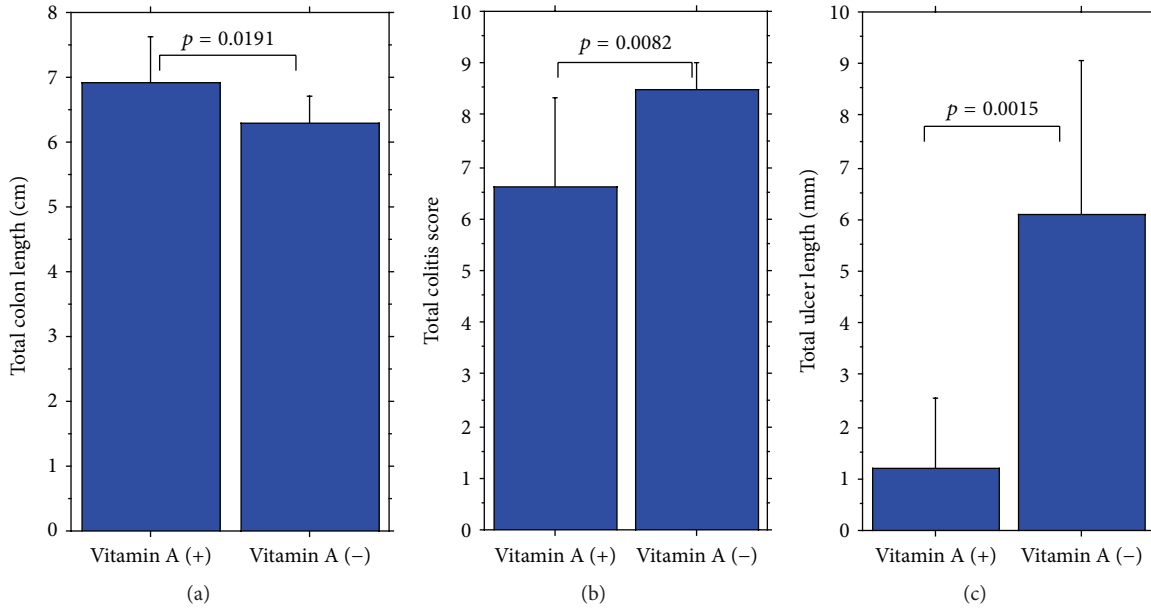 Total colon length (cm)
8
7
6
5
4
3
2
1
0
p = 0.0191
Vitamin A (+) Vitamin A (−)
(a)
Total colitis score
10
9
8
7
6
5
4
3
2
1
0
p = 0.0082
Vitamin A (+) Vitamin A (−)
(b)
Total ulcer length (mm)
10
9
8
7
6
5
4
3
2
1
0
p = 0.0015
Vitamin A (+) Vitamin A (−)
(c)